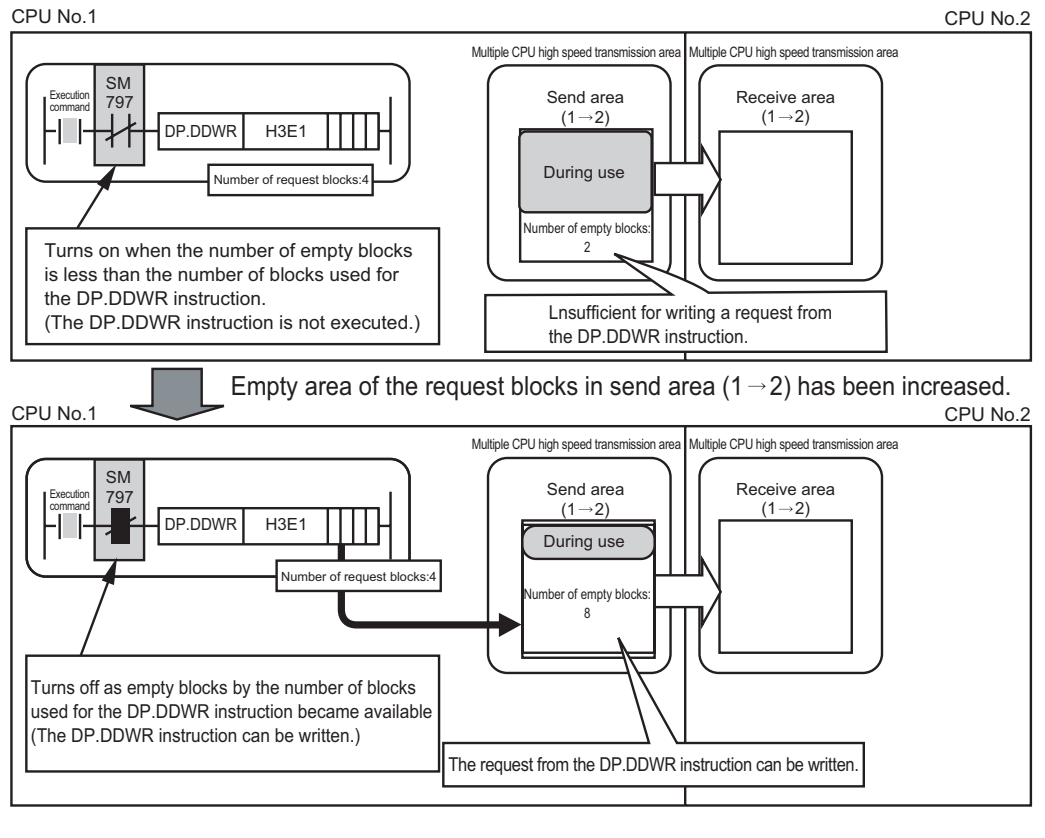 CPU No.1
CPU No.2
Multiple CPU high speed transmission area
Multiple CPU high speed transmission area
Execution
command
SM
797
DP.DDWR
H3E1
Number of request blocks:4
Send area
(1→2)
During use
Number of empty blocks:
2
Receive area
(1→2)
Turns on when the number of empty blocks
is less than the number of blocks used for
the DP.DDWR instruction.
(The DP.DDWR instruction is not executed.)
Lnsufficient for writing a request from
the DP.DDWR instruction.
Empty area of the request blocks in send area (1→2) has been increased.
CPU No.1
CPU No.2
Multiple CPU high speed transmission area
Multiple CPU high speed transmission area
Execution
command
SM
797
DP.DDWR
H3E1
Number of request blocks:4
Send area
(1→2)
During use
Number of empty blocks:
8
Receive area
(1→2)
Turns off as empty blocks by the number of blocks
used for the DP.DDWR instruction became available
(The DP.DDWR instruction can be written.)
The request from the DP.DDWR instruction can be written.